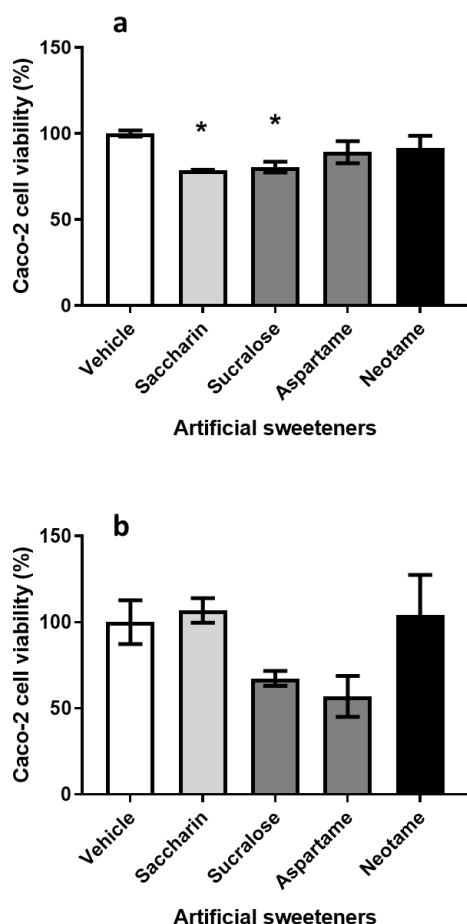 a
Caco-2 cell viability (%)
150
100
50
0
*
*
Vehicle
Saccharin
Sucralose
Aspartame
Neotame
Artificial sweeteners
b
Caco-2 cell viability (%)
150
100
50
0
Vehicle
Saccharin
Sucralose
Aspartame
Neotame
Artificial sweeteners